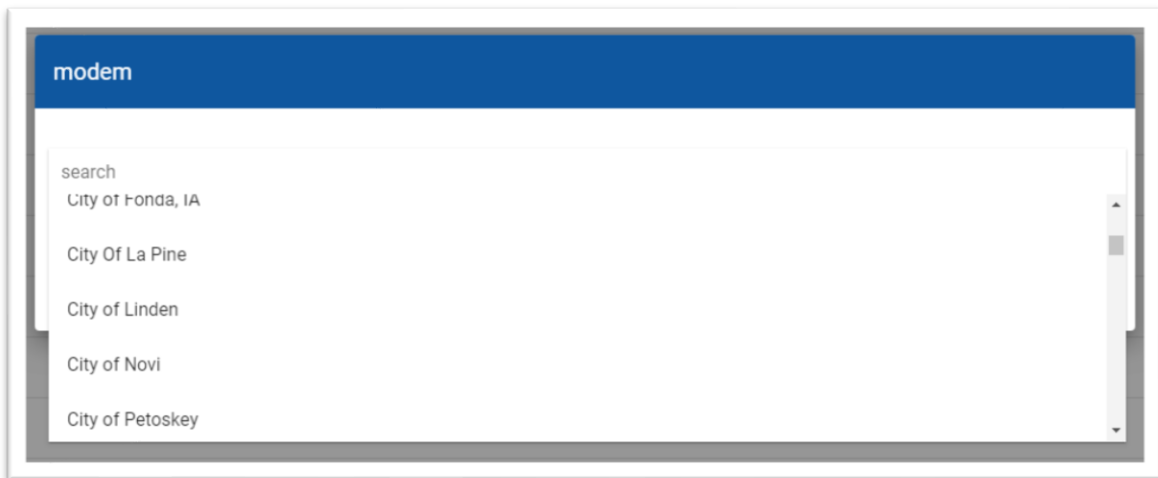 modem
search
City of Fonda, IA
City Of La Pine
City of Linden
City of Novi
City of Petoskey